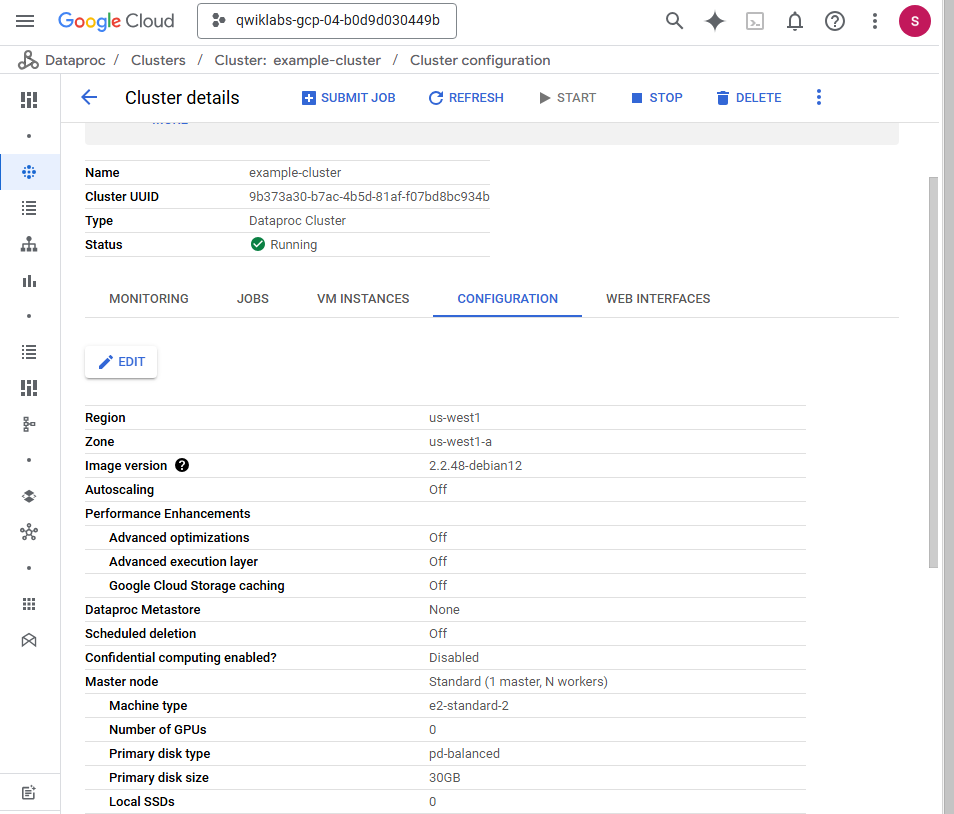 Google Cloud
qwiklabs-gcp-04-b0d9d030449b
S
Dataproc / Clusters / Cluster: example-cluster / Cluster configuration
Cluster details
SUBMIT JOB
REFRESH
START
STOP
DELETE
MORE
Name example-cluster
Cluster UUID 9b373a30-b7ac-4b5d-81af-f07bd8bc934b
Type Dataproc Cluster
Status Running
MONITORING
JOBS
VM INSTANCES
CONFIGURATION
WEB INTERFACES
EDIT
Region us-west1
Zone us-west1-a
Image version ? 2.2.48-debian12
Autoscaling Off
Performance Enhancements
Advanced optimizations Off
Advanced execution layer Off
Google Cloud Storage caching Off
Dataproc Metastore None
Scheduled deletion Off
Confidential computing enabled? Disabled
Master node Standard (1 master, N workers)
Machine type e2-standard-2
Number of GPUs 0
Primary disk type pd-balanced
Primary disk size 30GB
Local SSDs 0